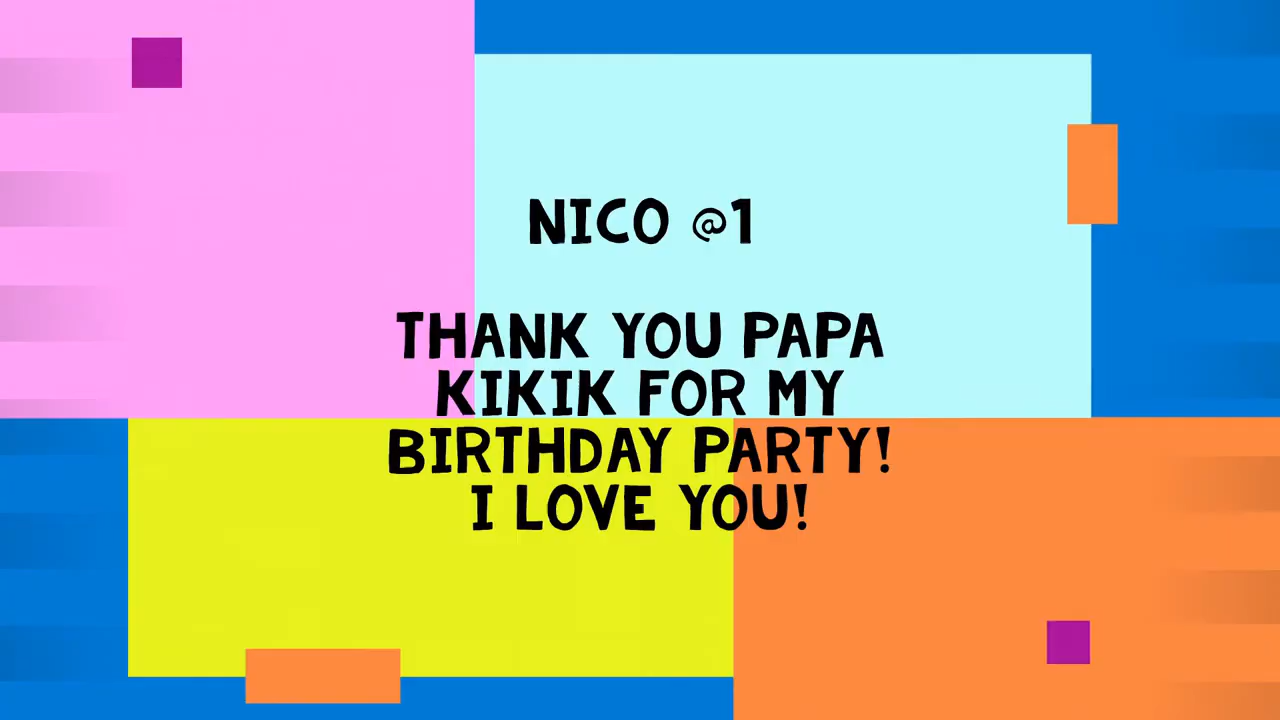 NICO @1
THANK YOU PAPA
KIKIK FOR MY
BIRTHDAY PARTY!
I LOVE YOU!